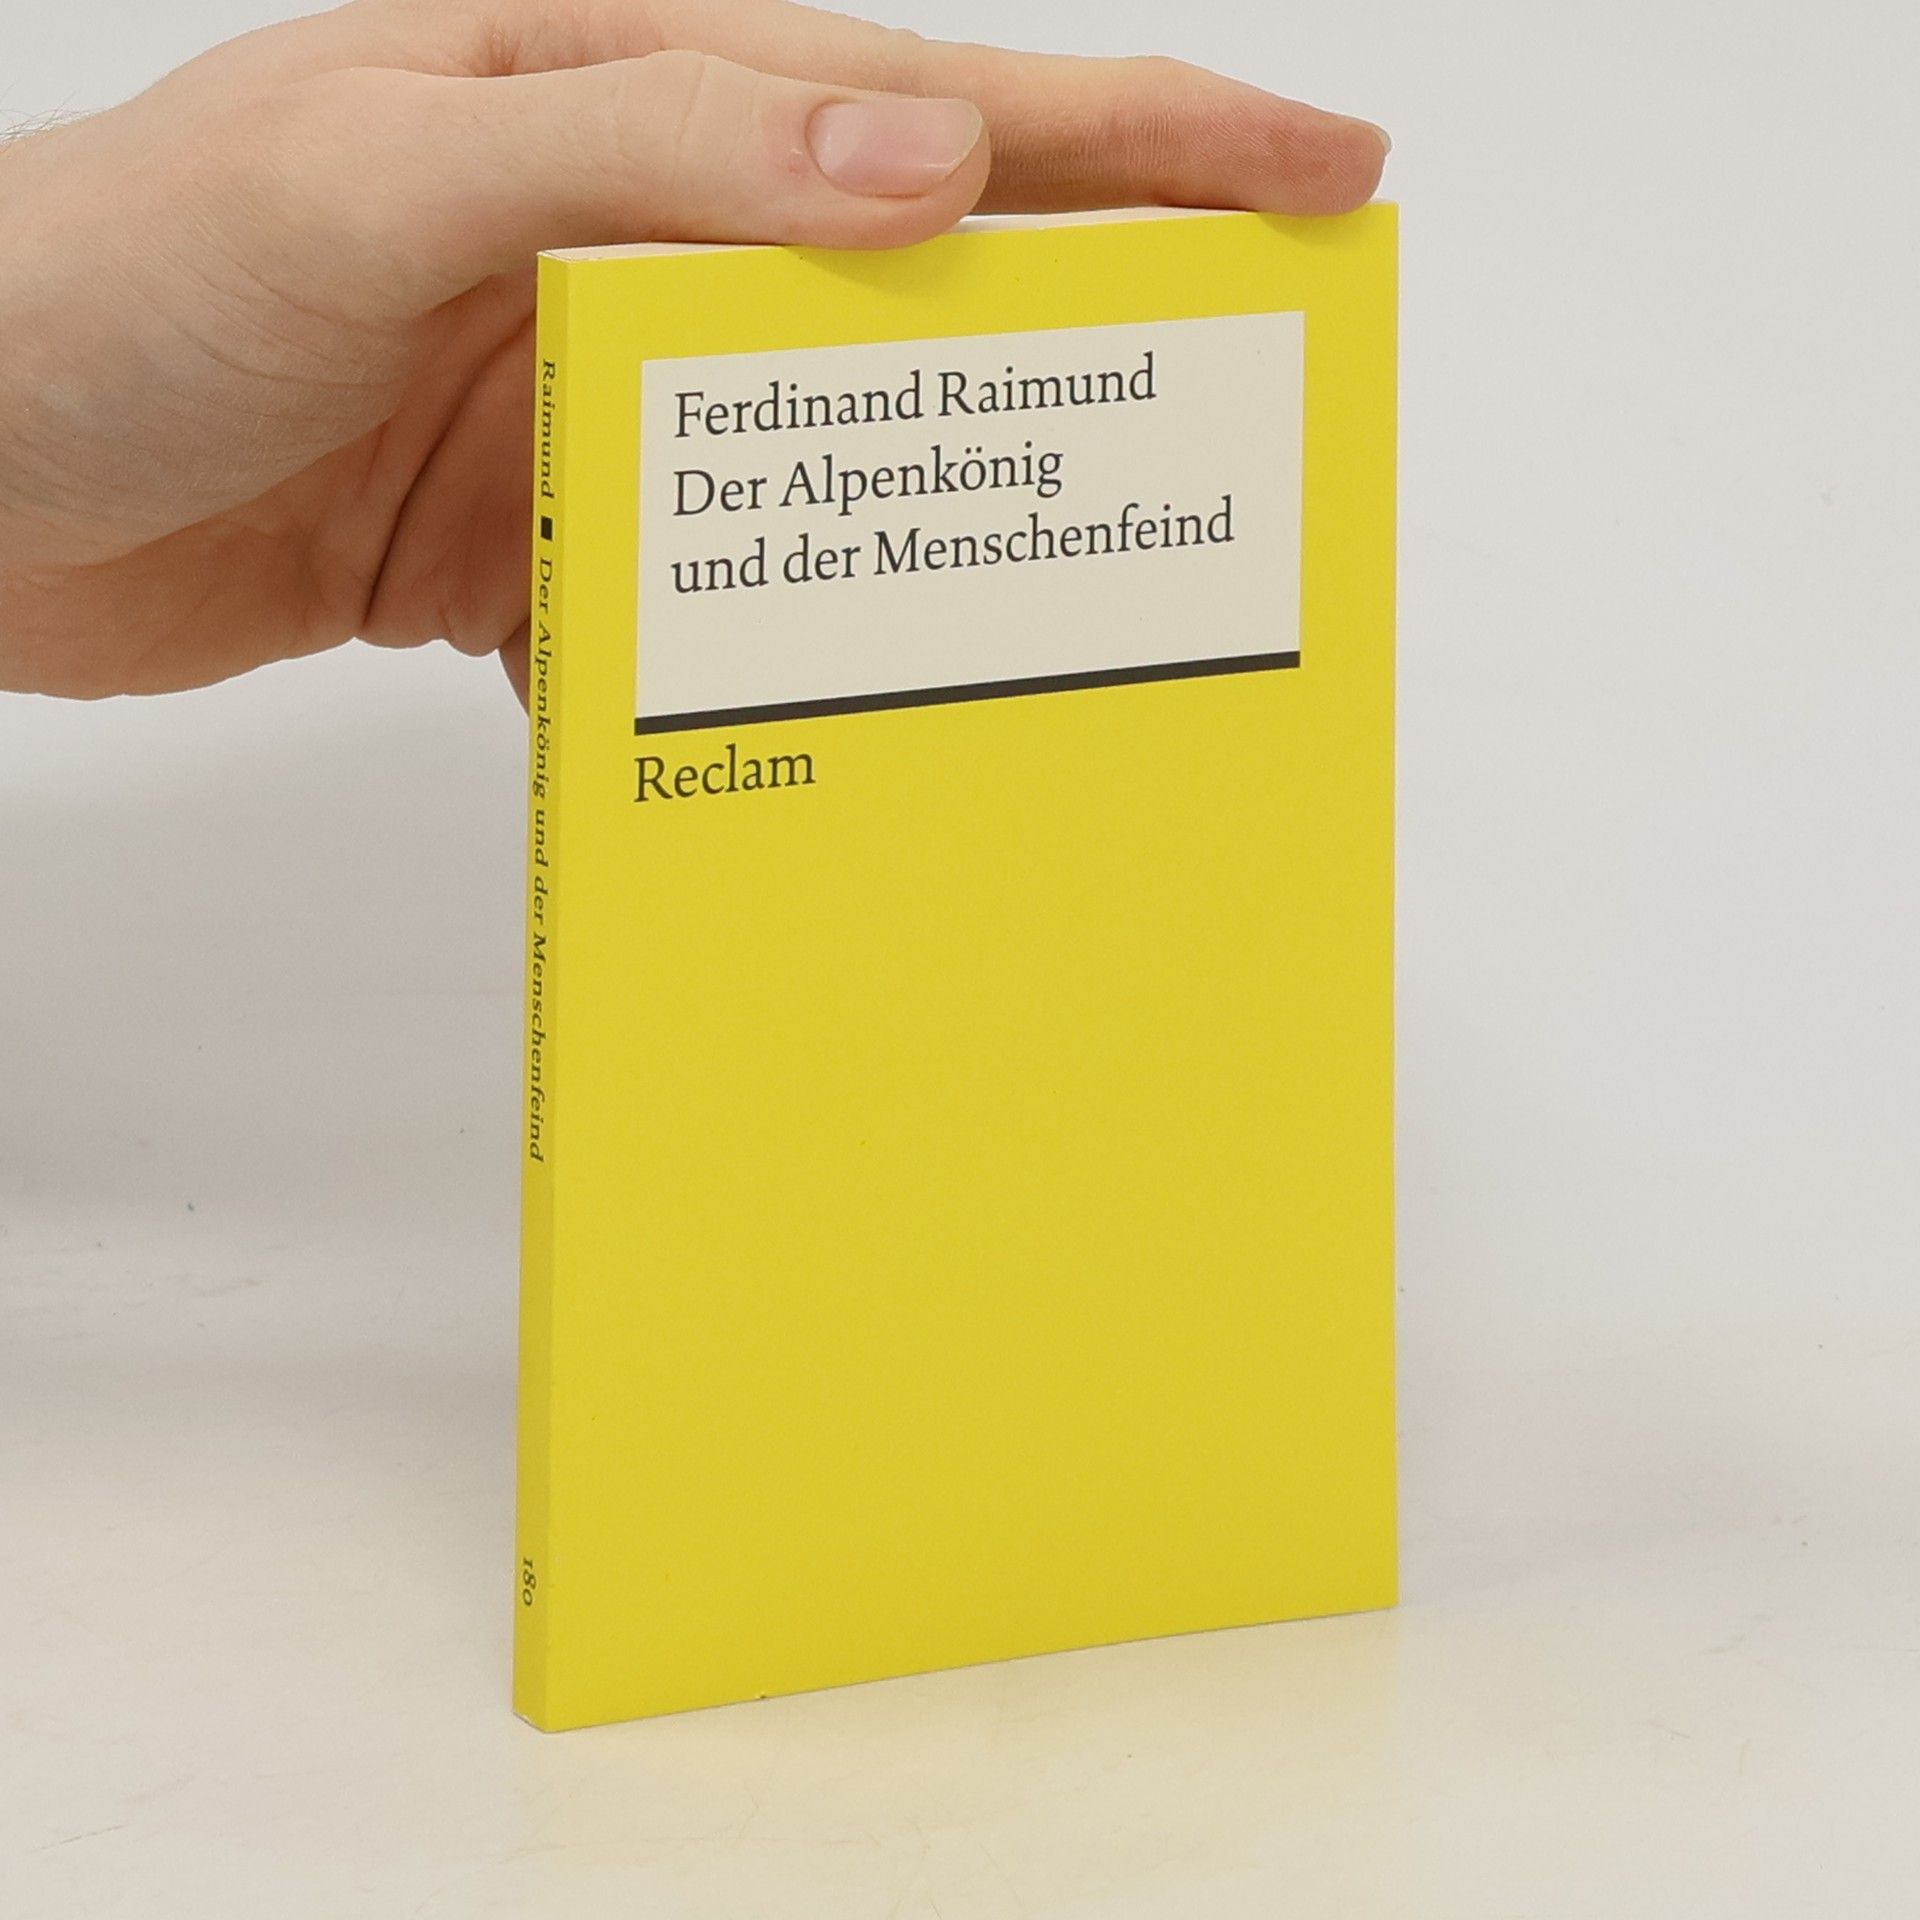 Ferdinand Raimund
Der Alpenkönig
und der Menschenfeind
Reclam
Raimund ■ Der Alpenkönig und der Menschenfeind
180